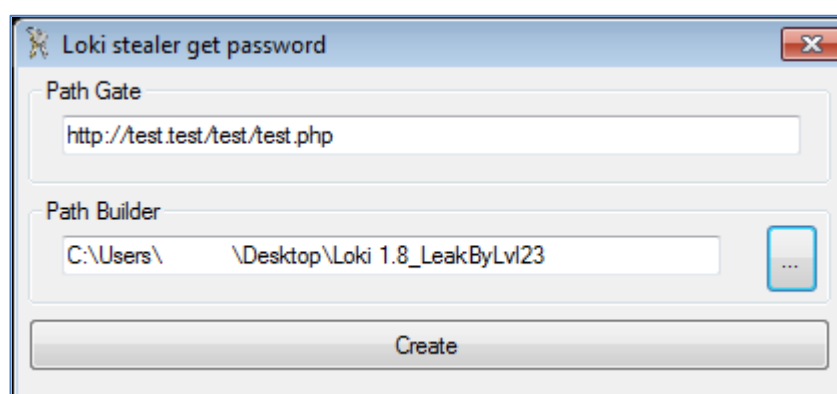 Loki stealer get password
Path Gate
http://test.test/test/test.php
Path Builder
C:\Users\ \Desktop\Loki 1.8_LeakByLvl23
...
Create